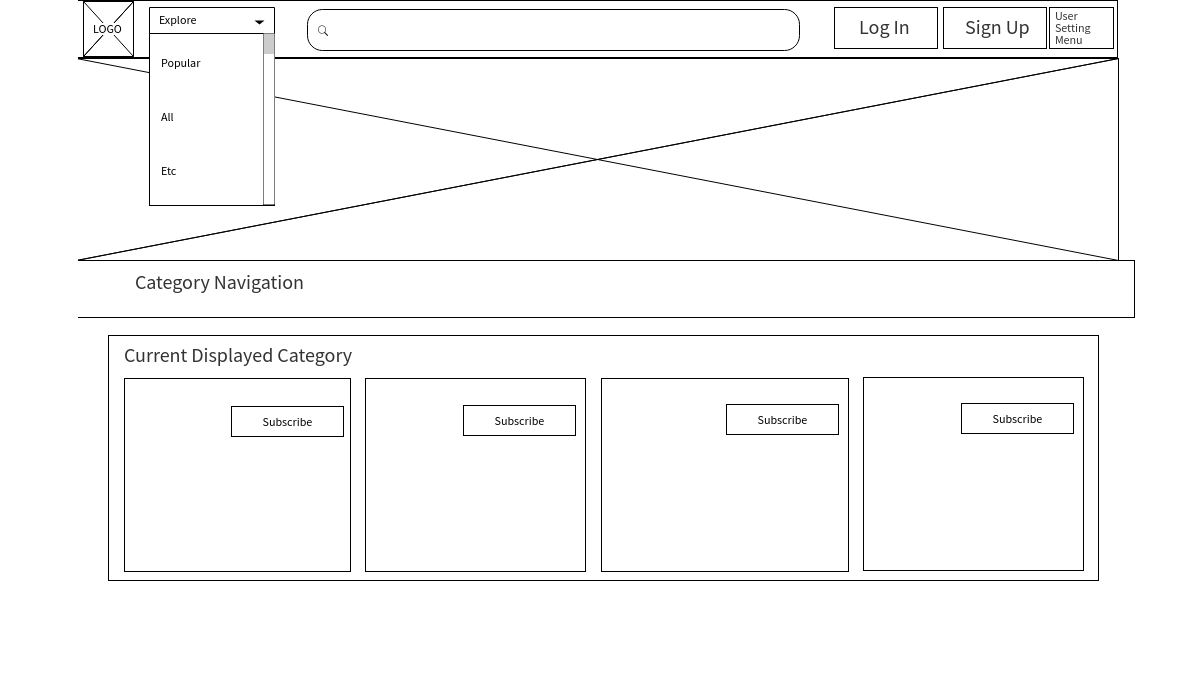 LOGO
Explore
Popular
All
Etc
Log In
Sign Up
User
Setting
Menu
Category Navigation
Current Displayed Category
Subscribe
Subscribe
Subscribe
Subscribe